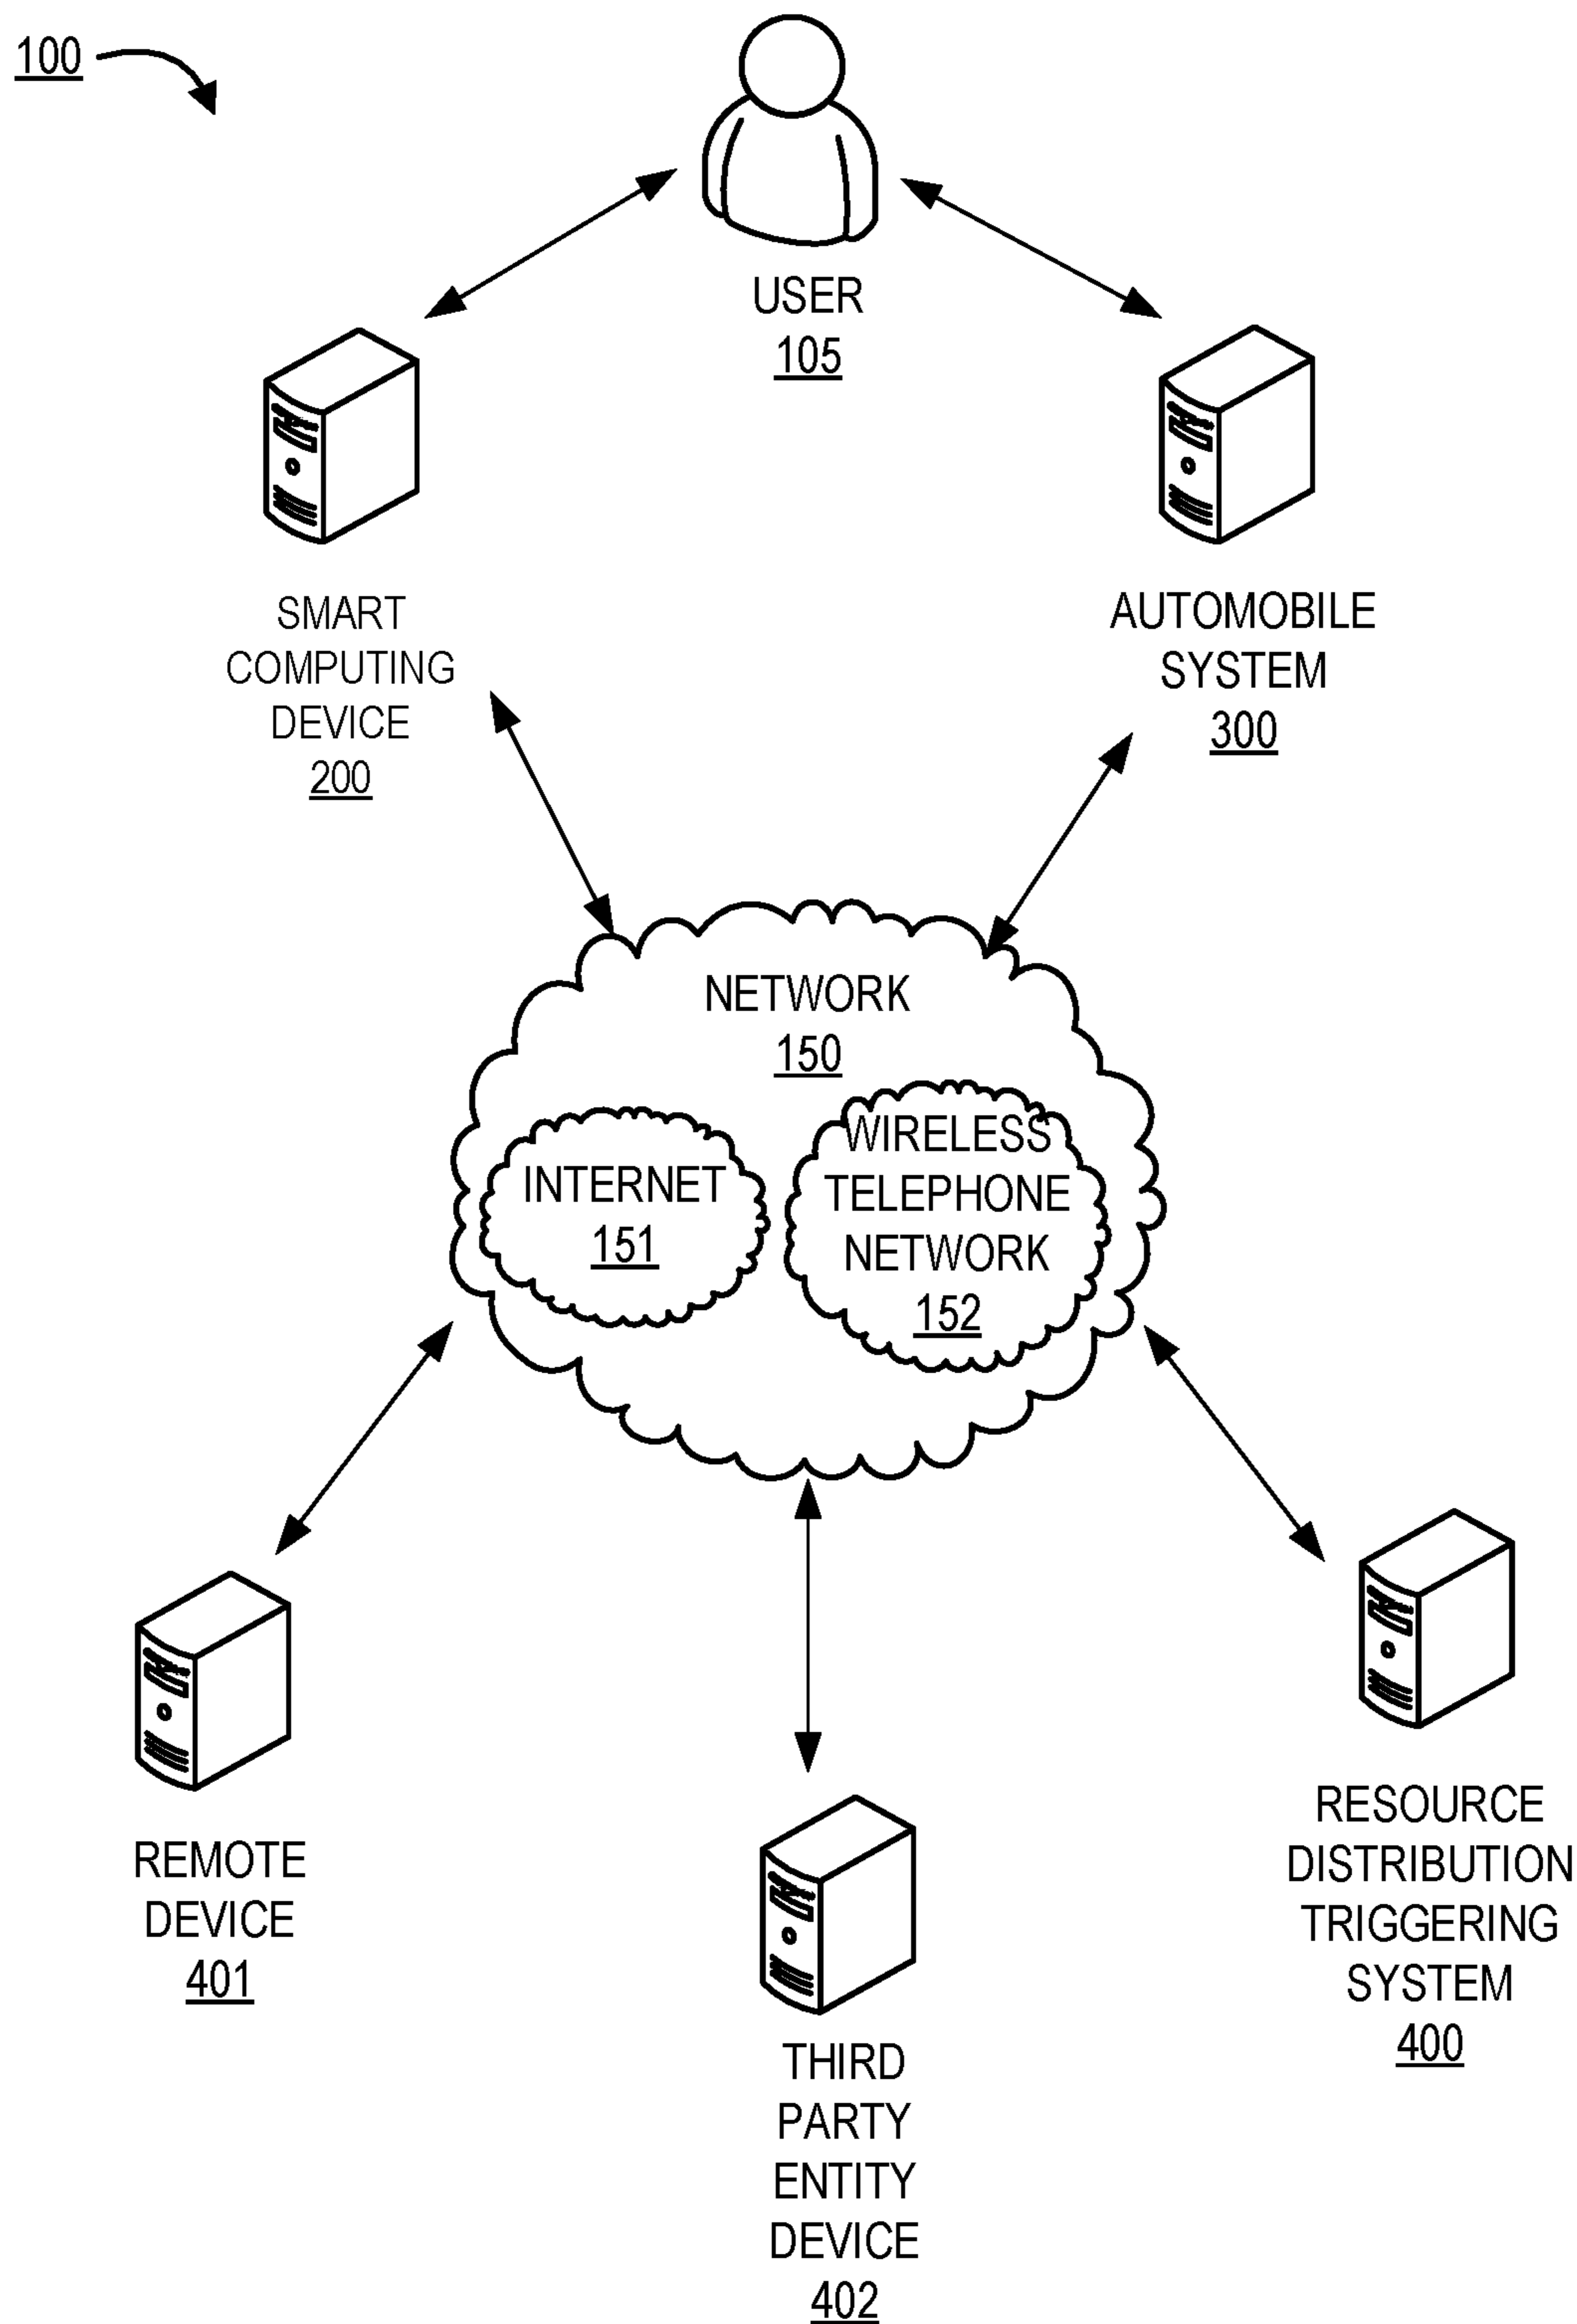 100
USER
105
SMART
COMPUTING
DEVICE
200
AUTOMOBILE
SYSTEM
300
NETWORK
150
INTERNET
151
WIRELESS
TELEPHONE
NETWORK
152
REMOTE
DEVICE
401
THIRD
PARTY
ENTITY
DEVICE
402
RESOURCE
DISTRIBUTION
TRIGGERING
SYSTEM
400